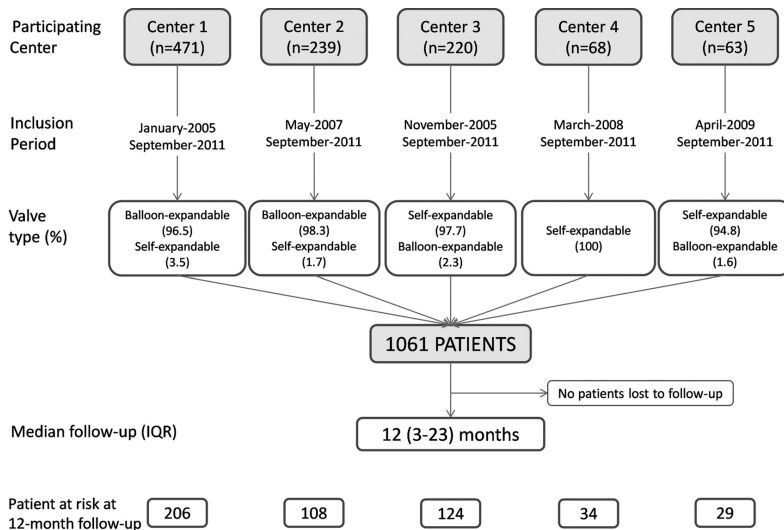 Participating Center
Center 1 (n=471)
Center 2 (n=239)
Center 3 (n=220)
Center 4 (n=68)
Center 5 (n=63)
Inclusion Period
January-2005 September-2011
May-2007 September-2011
November-2005 September-2011
March-2008 September-2011
April-2009 September-2011
Valve type (%)
Balloon-expandable (96.5) Self-expandable (3.5)
Balloon-expandable (98.3) Self-expandable (1.7)
Self-expandable (97.7) Balloon-expandable (2.3)
Self-expandable (100)
Self-expandable (94.8) Balloon-expandable (1.6)
1061 PATIENTS
No patients lost to follow-up
Median follow-up (IQR)
12 (3-23) months
Patient at risk at 12-month follow-up
206
108
124
34
29